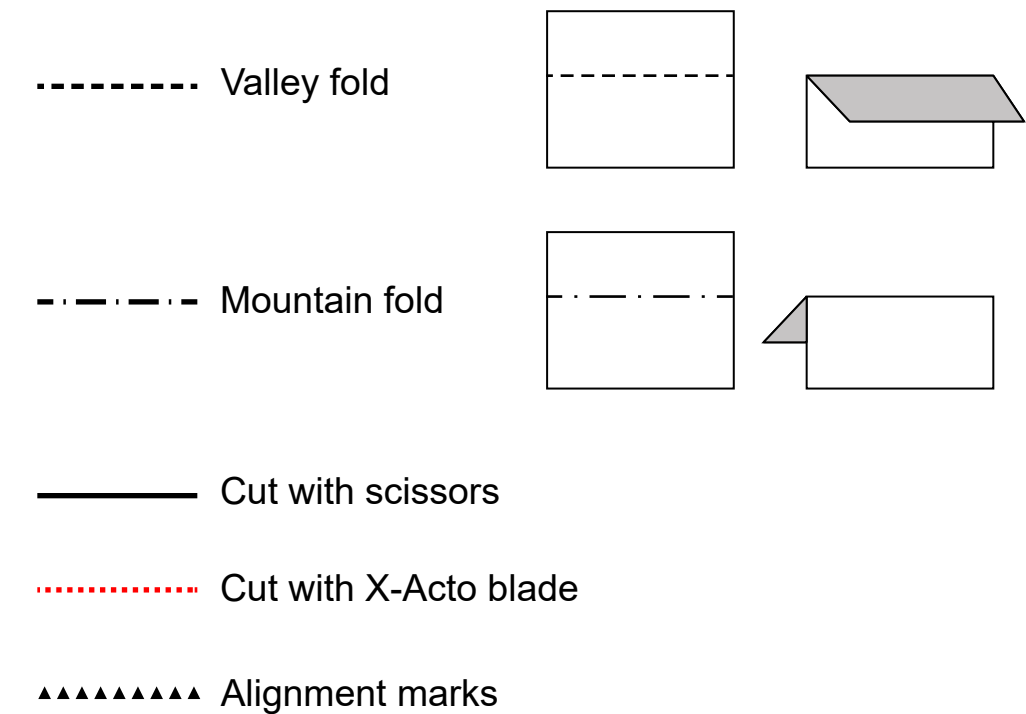 Valley fold
Mountain fold
Cut with scissors
Cut with X-Acto blade
Alignment marks